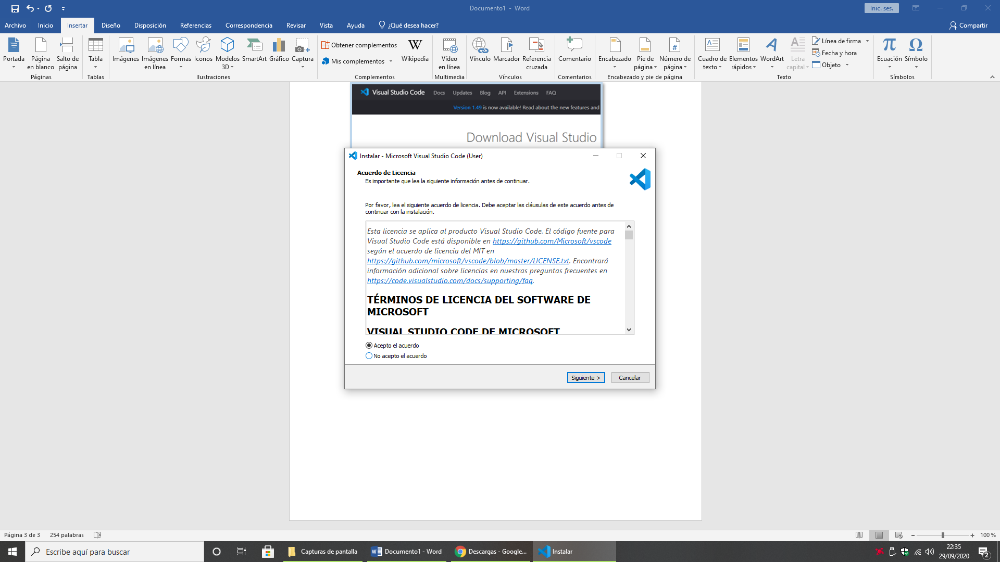 Documento1 - Word
Inic. ses.
Archivo Inicio Insertar Diseño Disposición Referencias Correspondencia Revisar Vista Ayuda ¿Qué desea hacer? Compartir
Portada
Página en blanco
Salto de página
Páginas
Tabla
Tablas
Imágenes
Imágenes en línea
Formas
Iconos
Modelos 3D
SmartArt
Gráfico
Captura
Ilustraciones
Obtener complementos
Mis complementos
Wikipedia
Complementos
Vídeo en línea
Multimedia
Vínculo
Marcador
Referencia cruzada
Vínculos
Comentario
Comentarios
Encabezado
Pie de página
Número de página
Encabezado y pie de página
Cuadro de texto
Elementos rápidos
WordArt
Letra capital
Línea de firma
Fecha y hora
Objeto
Texto
Ecuación
Símbolo
Símbolos
Visual Studio Code Docs Updates Blog API Extensions FAQ
Version 1.49 is now available! Read about the new features and
Download Visual Studio
Instalar - Microsoft Visual Studio Code (User)
Acuerdo de Licencia
Es importante que lea la siguiente información antes de continuar.
Por favor, lea el siguiente acuerdo de licencia. Debe aceptar las cláusulas de este acuerdo antes de
continuar con la instalación.
Esta licencia se aplica al producto Visual Studio Code. El código fuente para
Visual Studio Code está disponible en https://github.com/Microsoft/vscode
según el acuerdo de licencia del MIT en
https://github.com/microsoft/vscode/blob/master/LICENSE.txt. Encontrará
información adicional sobre licencias en nuestras preguntas frecuentes en
https://code.visualstudio.com/docs/supporting/faq.
TÉRMINOS DE LICENCIA DEL SOFTWARE DE
MICROSOFT
VISUAL STUDIO CODE DE MICROSOFT
Acepto el acuerdo
No acepto el acuerdo
Siguiente >
Cancelar
Página 3 de 3 254 palabras
100 %
Escribe aquí para buscar
Capturas de pantalla
Documento1 - Word
Descargas - Google...
Instalar
22:35
29/09/2020
2